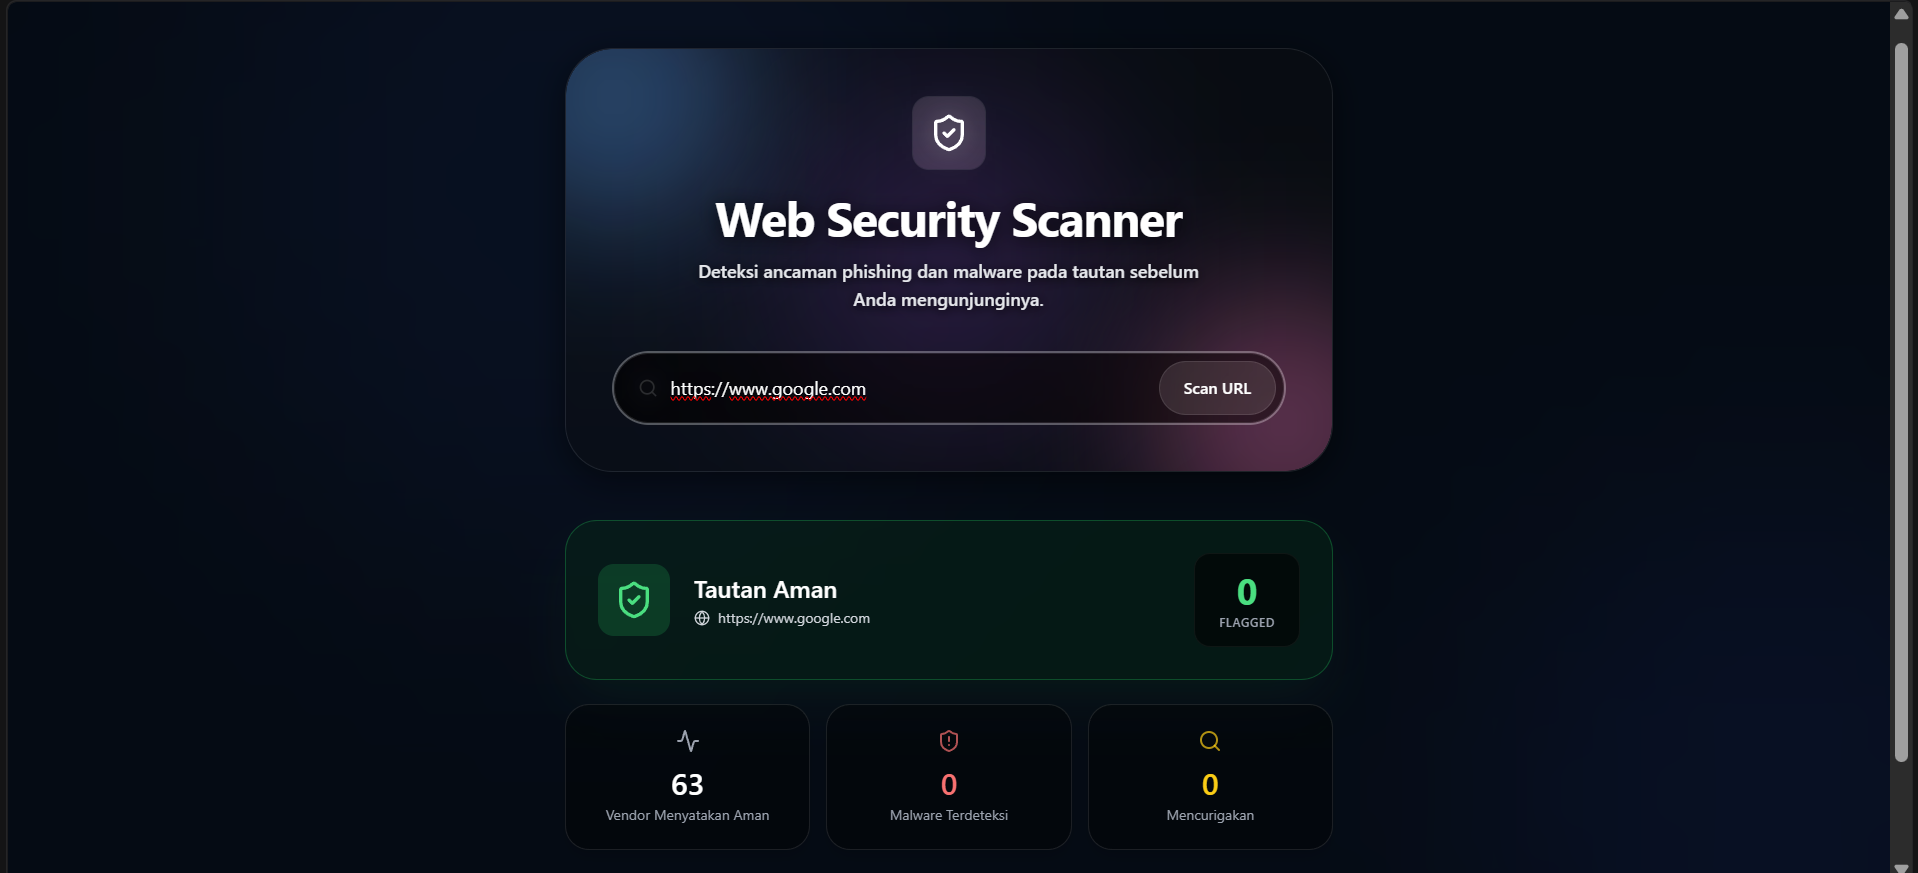 Web Security Scanner
Deteksi ancaman phishing dan malware pada tautan sebelum
Anda mengunjunginya.
https://www.google.com
Scan URL
Tautan Aman
https://www.google.com
0
FLAGGED
63
Vendor Menyatakan Aman
0
Malware Terdeteksi
0
Mencurigakan